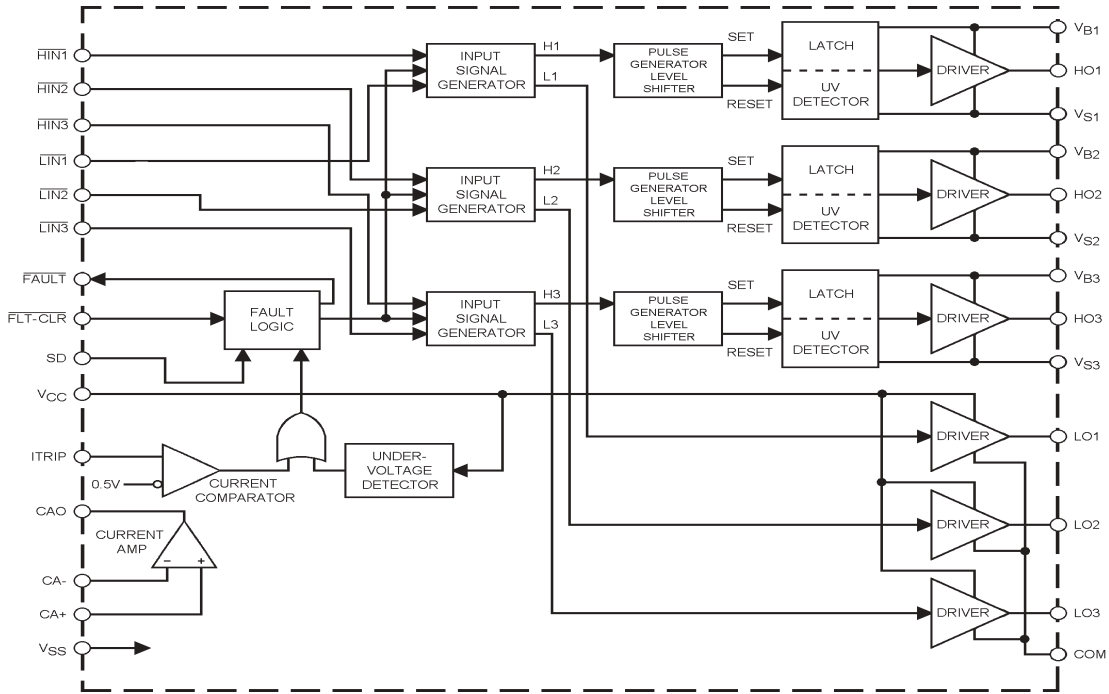 HIN1
HIN2
HIN3
LIN1
LIN2
LIN3
FAULT
FLT-CLR
SD
VCC
ITRIP
0.5V
CAO
CA-
CA+
VSS
FAULT
LOGIC
CURRENT
COMPARATOR
UNDER-
VOLTAGE
DETECTOR
CURRENT
AMP
-
+
INPUT
SIGNAL
GENERATOR
H1
L1
PULSE
GENERATOR
LEVEL
SHIFTER
SET
RESET
LATCH
UV
DETECTOR
DRIVER
VB1
HO1
VS1
INPUT
SIGNAL
GENERATOR
H2
L2
PULSE
GENERATOR
LEVEL
SHIFTER
SET
RESET
LATCH
UV
DETECTOR
DRIVER
VB2
HO2
VS2
INPUT
SIGNAL
GENERATOR
H3
L3
PULSE
GENERATOR
LEVEL
SHIFTER
SET
RESET
LATCH
UV
DETECTOR
DRIVER
VB3
HO3
VS3
DRIVER
LO1
DRIVER
LO2
DRIVER
LO3
COM